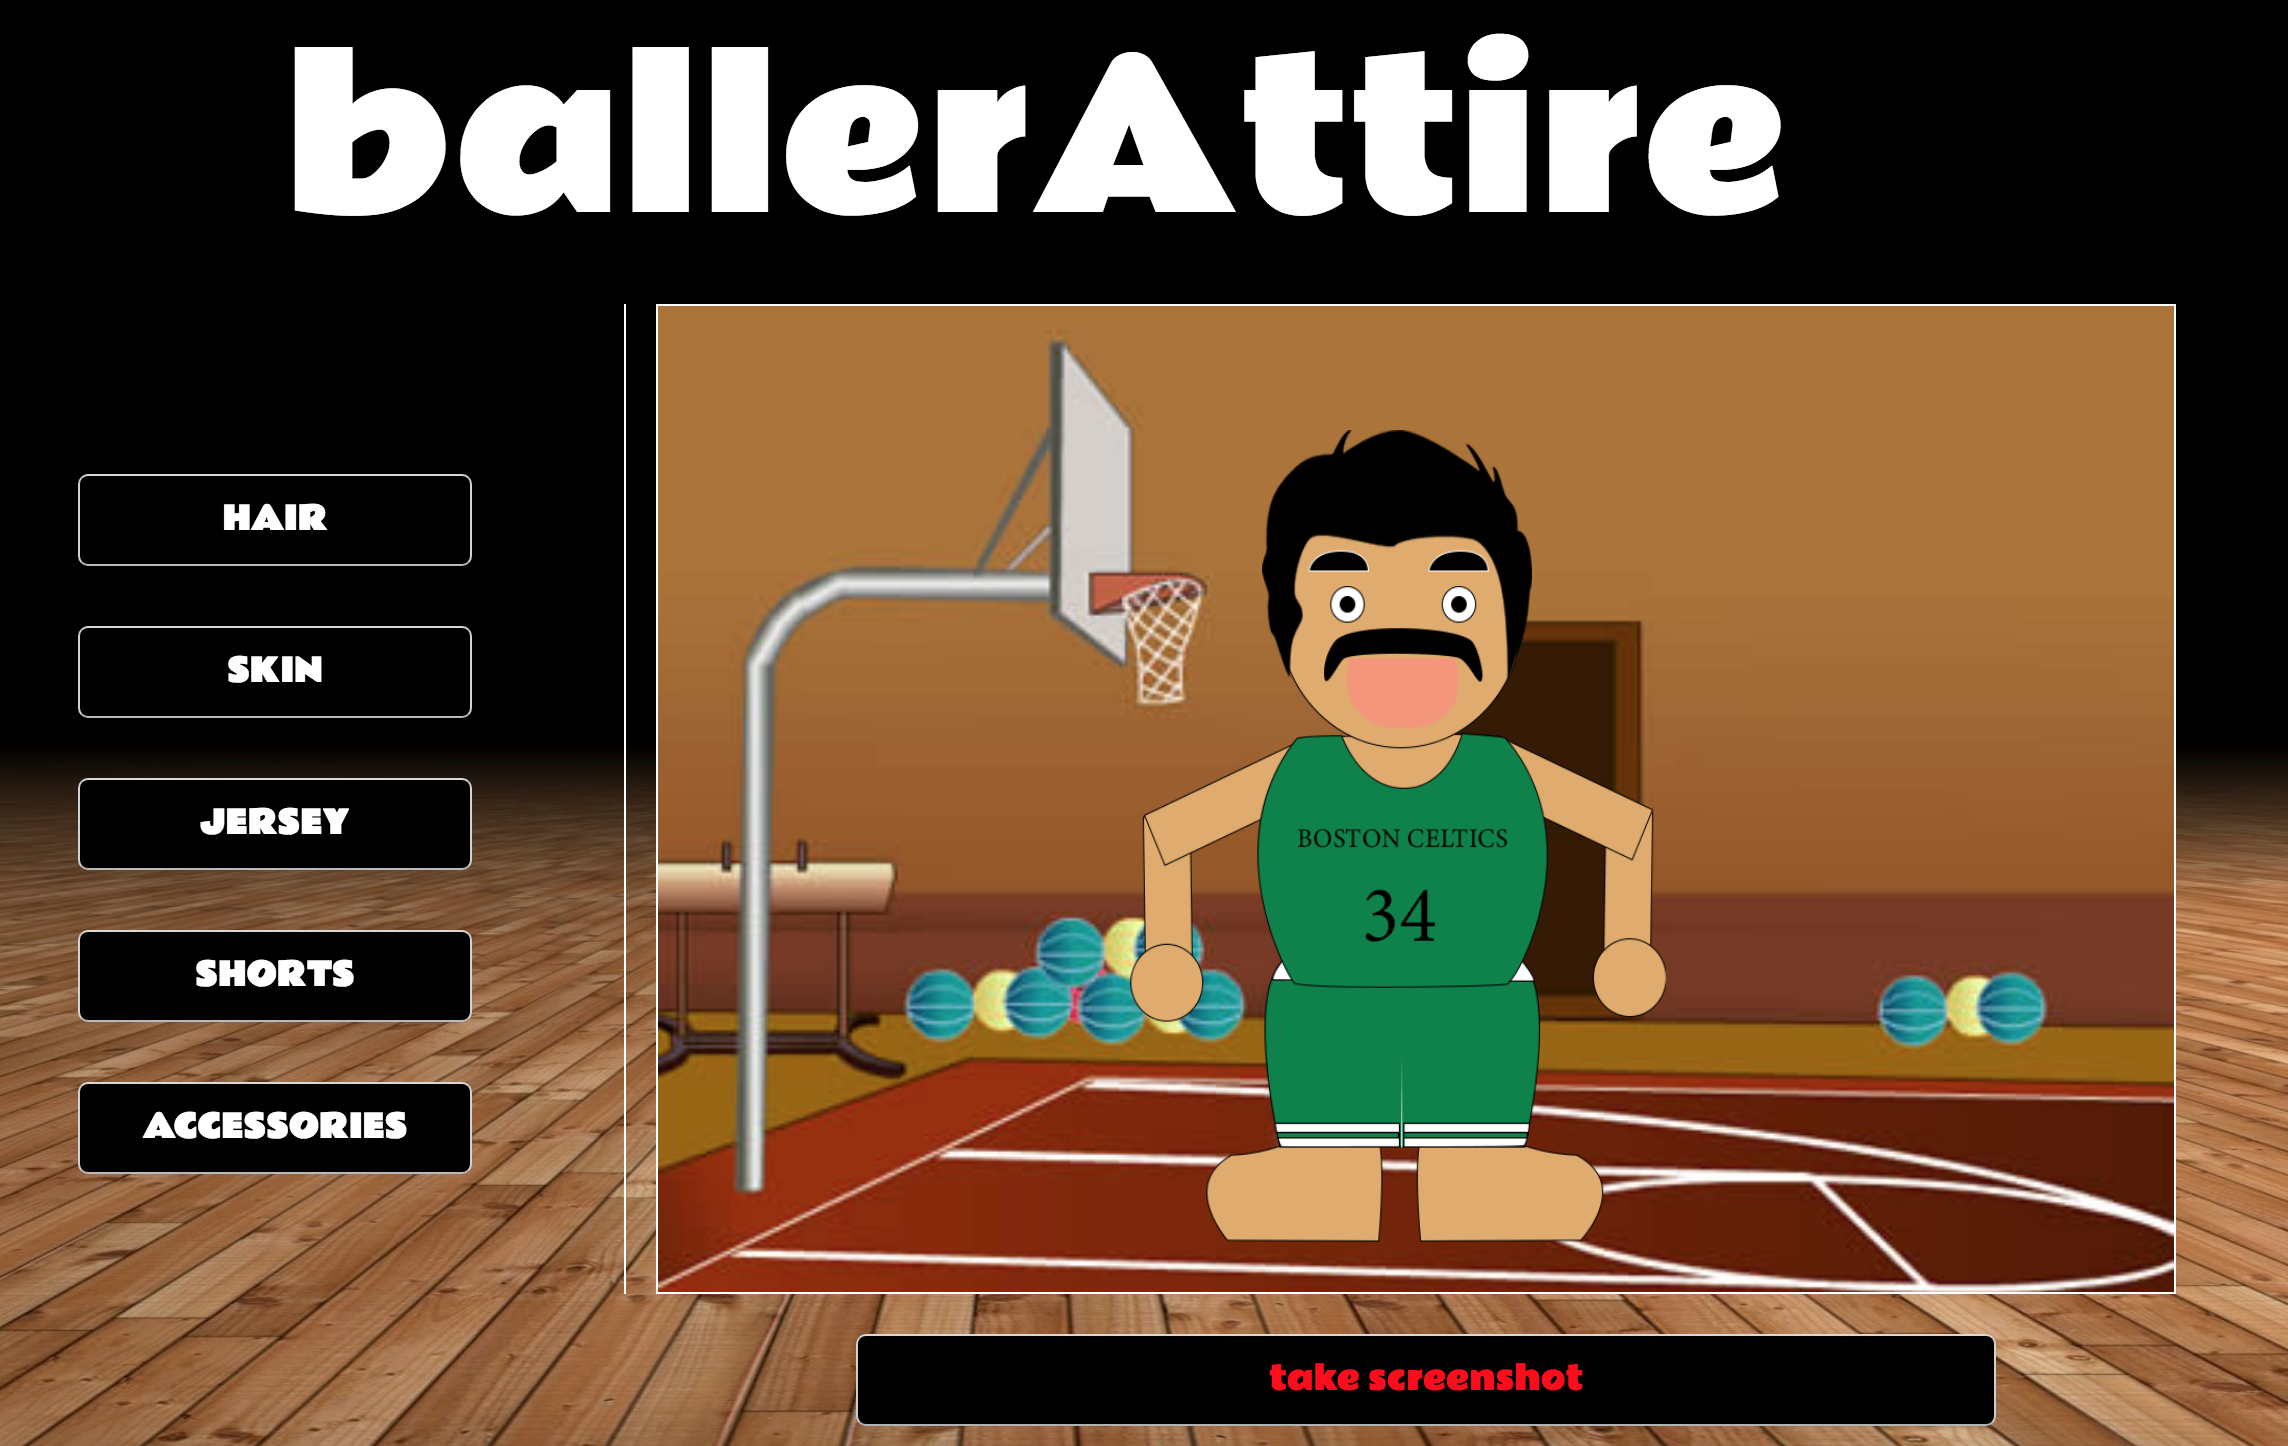 ballerAttire
HAIR
SKIN
JERSEY
SHORTS
ACCESSORIES
BOSTON CELTICS
34
take screenshot